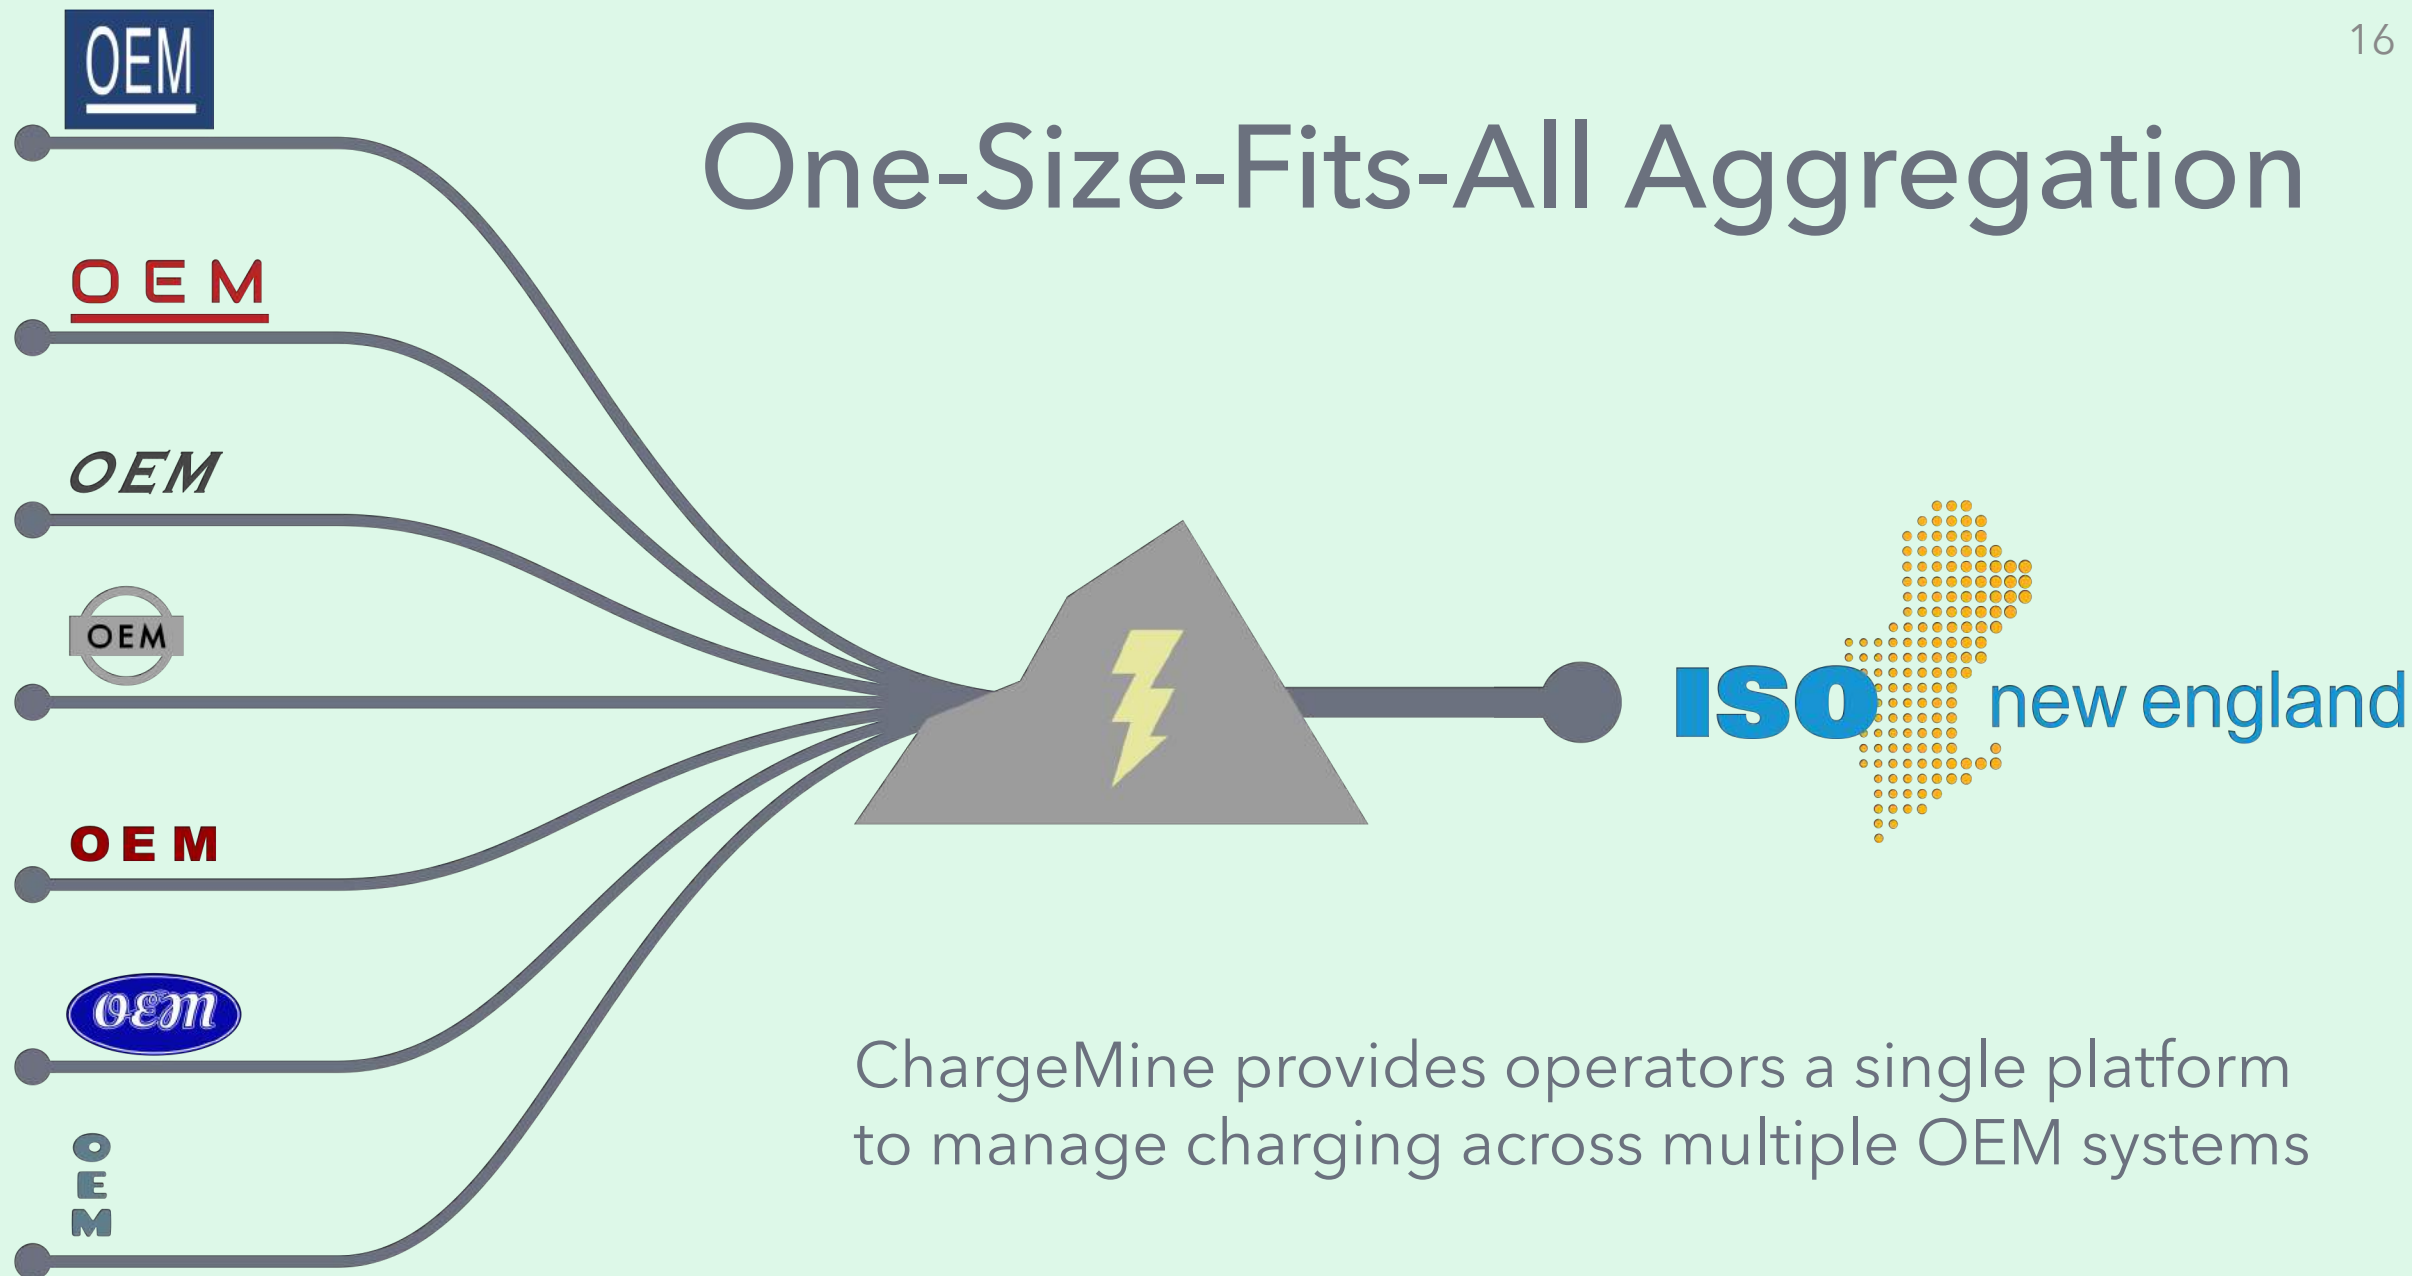 16
One-Size-Fits-All Aggregation
OEM
OEM
OEM
OEM
OEM
OEM
OEM
ISO new england
ChargeMine provides operators a single platform
to manage charging across multiple OEM systems